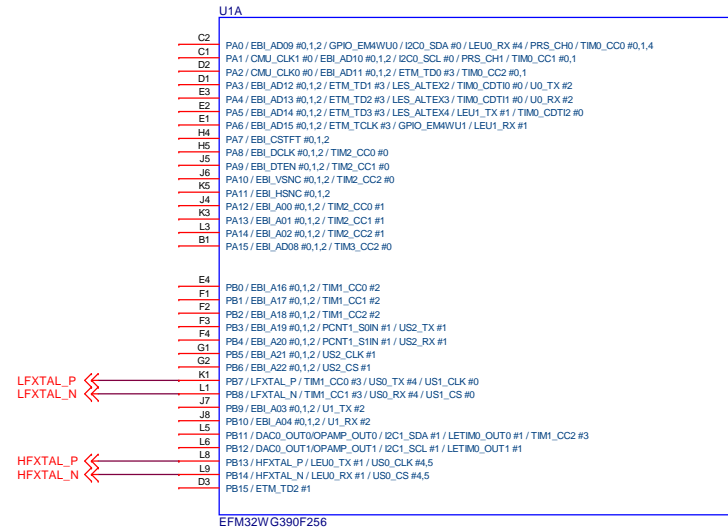 U1A
C2 PA0 / EBI_AD09 #0,1,2 / GPIO_EM4WU0 / I2C0_SDA #0 / LEU0_RX #4 / PRS_CH0 / TIM0_CC0 #0,1,4
C1 PA1 / CMU_CLK1 #0 / EBI_AD10 #0,1,2 / I2C0_SCL #0 / PRS_CH1 / TIM0_CC1 #0,1
D2 PA2 / CMU_CLK0 #0 / EBI_AD11 #0,1,2 / ETM_TD0 #3 / TIM0_CC2 #0,1
D1 PA3 / EBI_AD12 #0,1,2 / ETM_TD1 #3 / LES_ALTEX2 / TIM0_CDTI0 #0 / U0_TX #2
E3 PA4 / EBI_AD13 #0,1,2 / ETM_TD2 #3 / LES_ALTEX3 / TIM0_CDTI1 #0 / U0_RX #2
E2 PA5 / EBI_AD14 #0,1,2 / ETM_TD3 #3 / LES_ALTEX4 / LEU1_TX #1 / TIM0_CDTI2 #0
E1 PA6 / EBI_AD15 #0,1,2 / ETM_TCLK #3 / GPIO_EM4WU1 / LEU1_RX #1
H4 PA7 / EBI_CSTFT #0,1,2
H5 PA8 / EBI_DCLK #0,1,2 / TIM2_CC0 #0
J5 PA9 / EBI_DTEN #0,1,2 / TIM2_CC1 #0
J6 PA10 / EBI_VSNC #0,1,2 / TIM2_CC2 #0
K5 PA11 / EBI_HSNC #0,1,2
J4 PA12 / EBI_A00 #0,1,2 / TIM2_CC0 #1
K3 PA13 / EBI_A01 #0,1,2 / TIM2_CC1 #1
L3 PA14 / EBI_A02 #0,1,2 / TIM2_CC2 #1
B1 PA15 / EBI_AD08 #0,1,2 / TIM3_CC2 #0
E4 PB0 / EBI_A16 #0,1,2 / TIM1_CC0 #2
F1 PB1 / EBI_A17 #0,1,2 / TIM1_CC1 #2
F2 PB2 / EBI_A18 #0,1,2 / TIM1_CC2 #2
F3 PB3 / EBI_A19 #0,1,2 / PCNT1_S0IN #1 / US2_TX #1
F4 PB4 / EBI_A20 #0,1,2 / PCNT1_S1IN #1 / US2_RX #1
G1 PB5 / EBI_A21 #0,1,2 / US2_CLK #1
G2 PB6 / EBI_A22 #0,1,2 / US2_CS #1
LFXTAL_P K1 PB7 / LFXTAL_P / TIM1_CC0 #3 / US0_TX #4 / US1_CLK #0
LFXTAL_N L1 PB8 / LFXTAL_N / TIM1_CC1 #3 / US0_RX #4 / US1_CS #0
J7 PB9 / EBI_A03 #0,1,2 / U1_TX #2
J8 PB10 / EBI_A04 #0,1,2 / U1_RX #2
L5 PB11 / DAC0_OUT0/OPAMP_OUT0 / I2C1_SDA #1 / LETIM0_OUT0 #1 / TIM1_CC2 #3
L6 PB12 / DAC0_OUT1/OPAMP_OUT1 / I2C1_SCL #1 / LETIM0_OUT1 #1
HFXTAL_P L8 PB13 / HFXTAL_P / LEU0_TX #1 / US0_CLK #4,5
HFXTAL_N L9 PB14 / HFXTAL_N / LEU0_RX #1 / US0_CS #4,5
D3 PB15 / ETM_TD2 #1
EFM32WG390F256